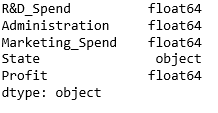 R&D_Spend float64
Administration float64
Marketing_Spend float64
State object
Profit float64
dtype: object